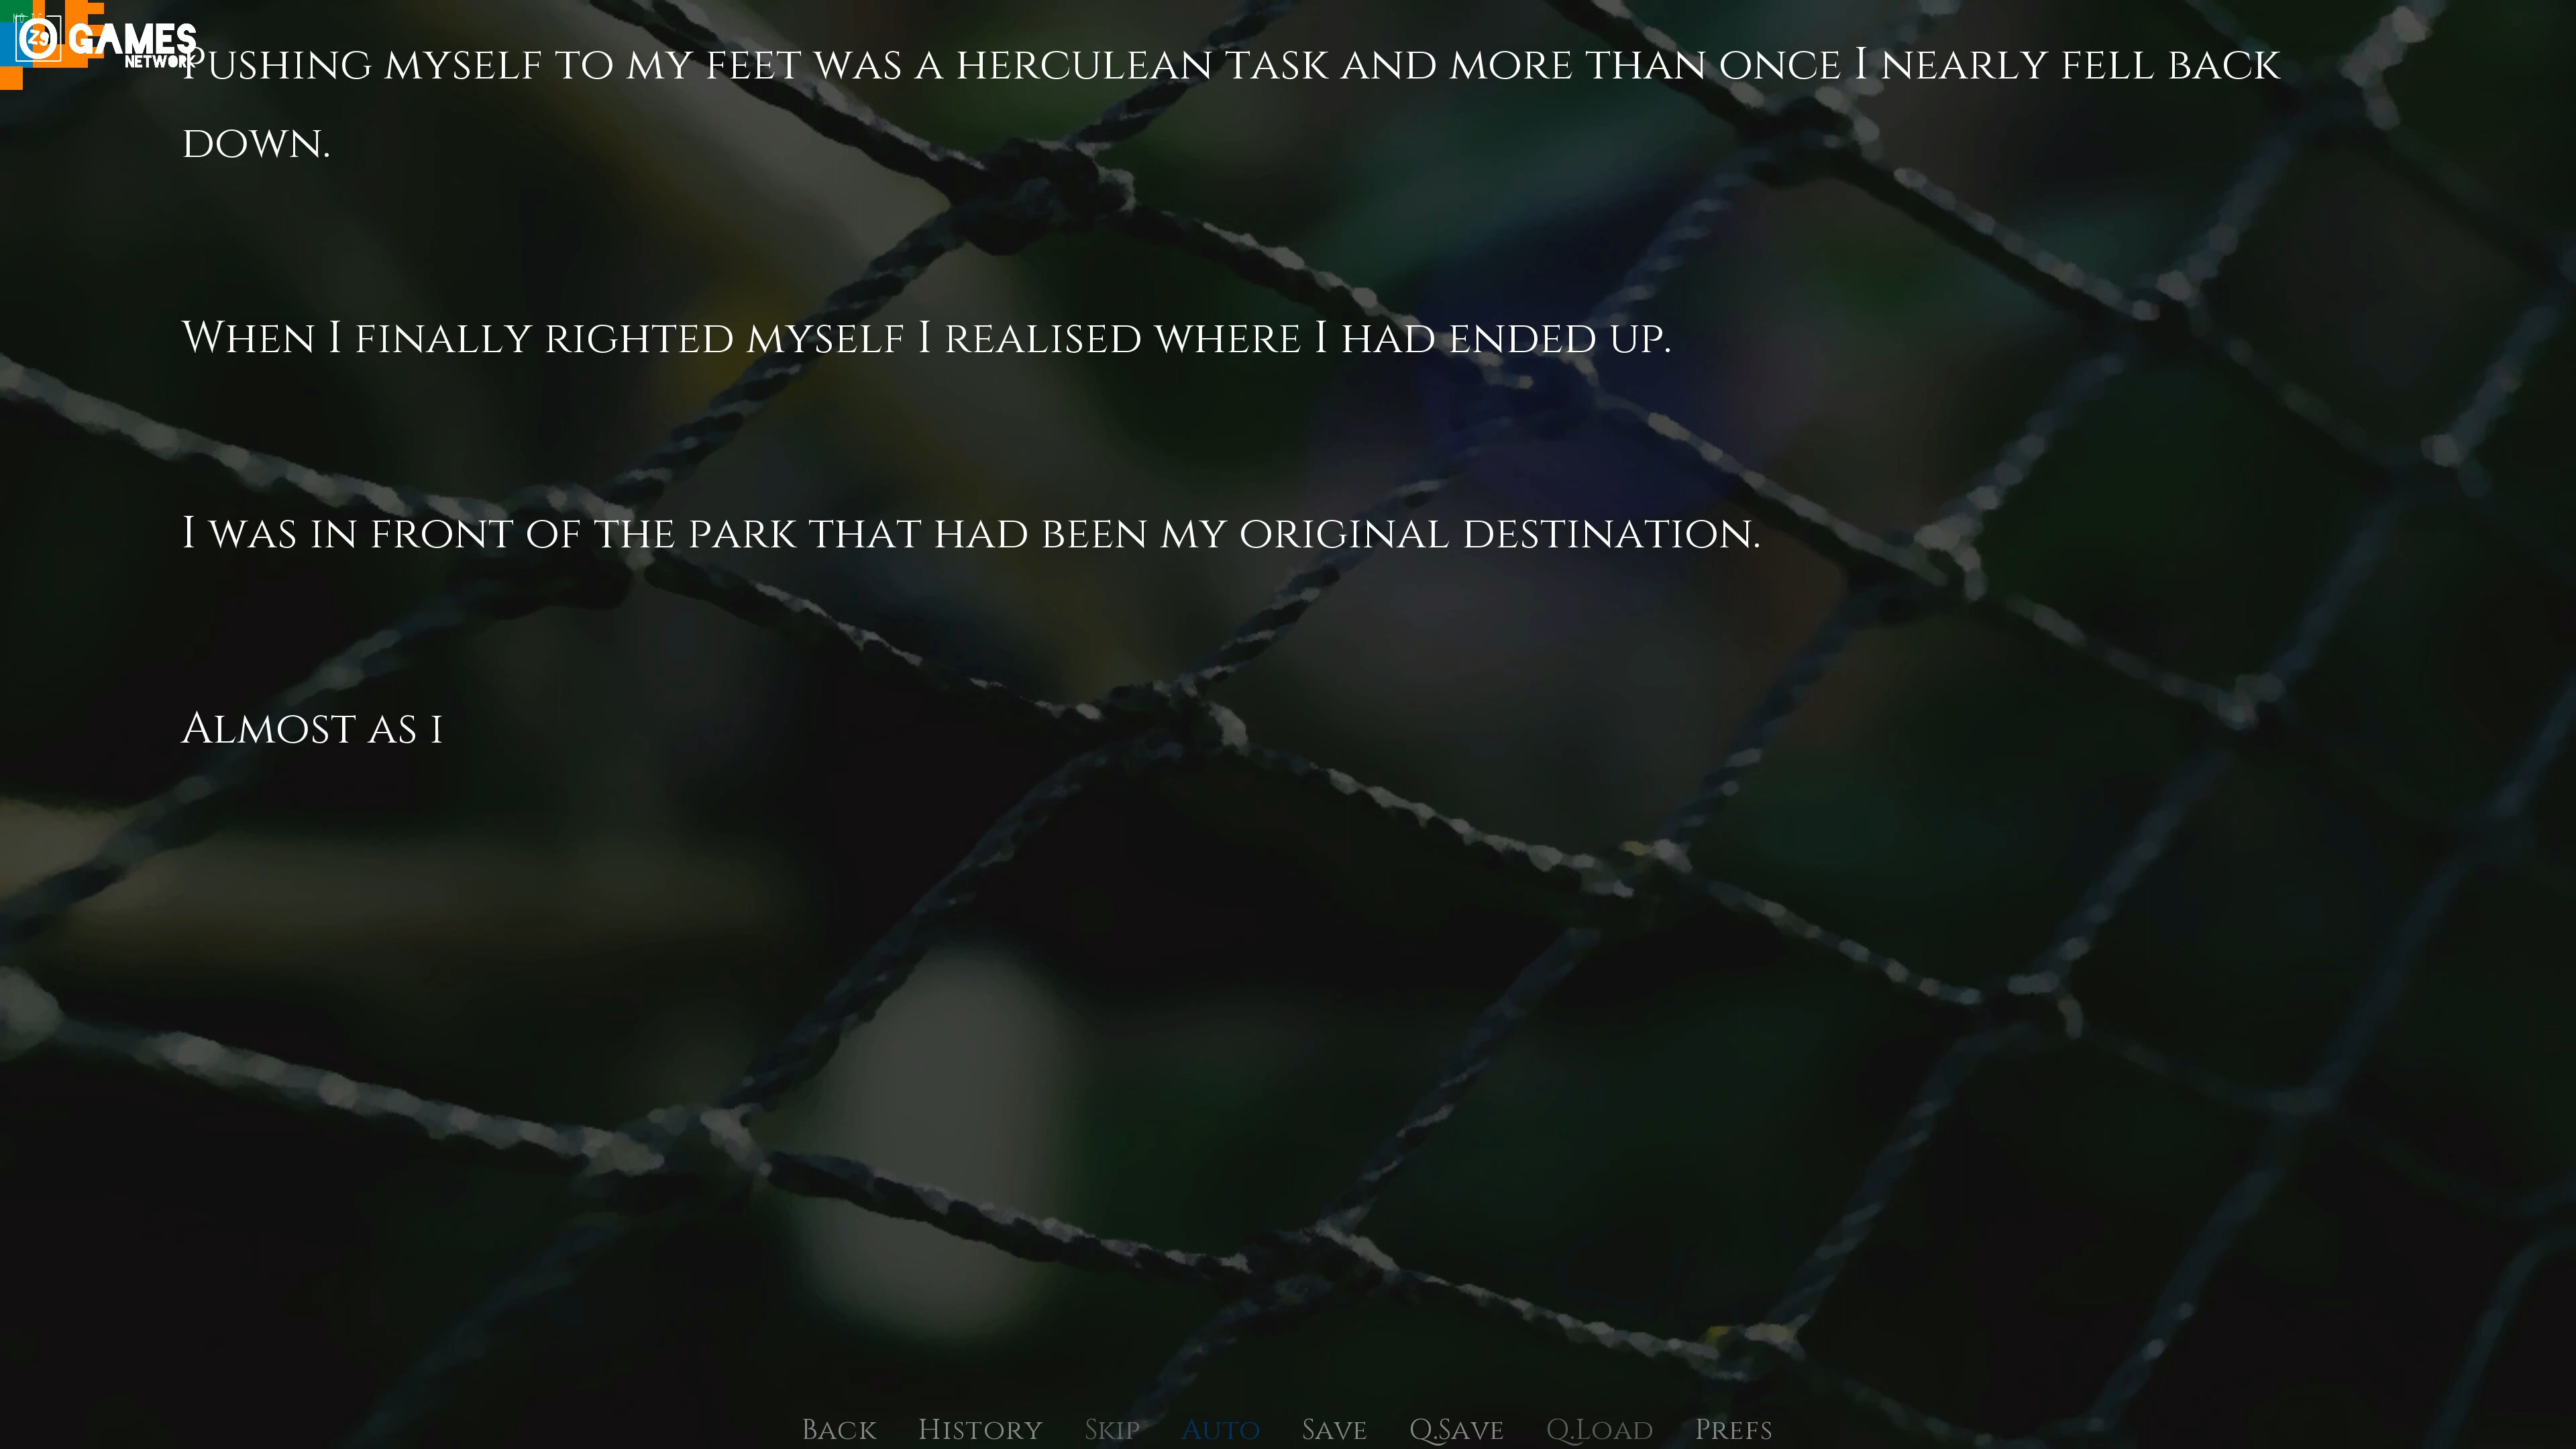 GAMES
NETWORK
Pushing myself to my feet was a herculean task and more than once I nearly fell back
down.
When I finally righted myself I realised where I had ended up.
I was in front of the park that had been my original destination.
Almost as i
Back History Skip Auto Save Q.Save Q.Load Prefs